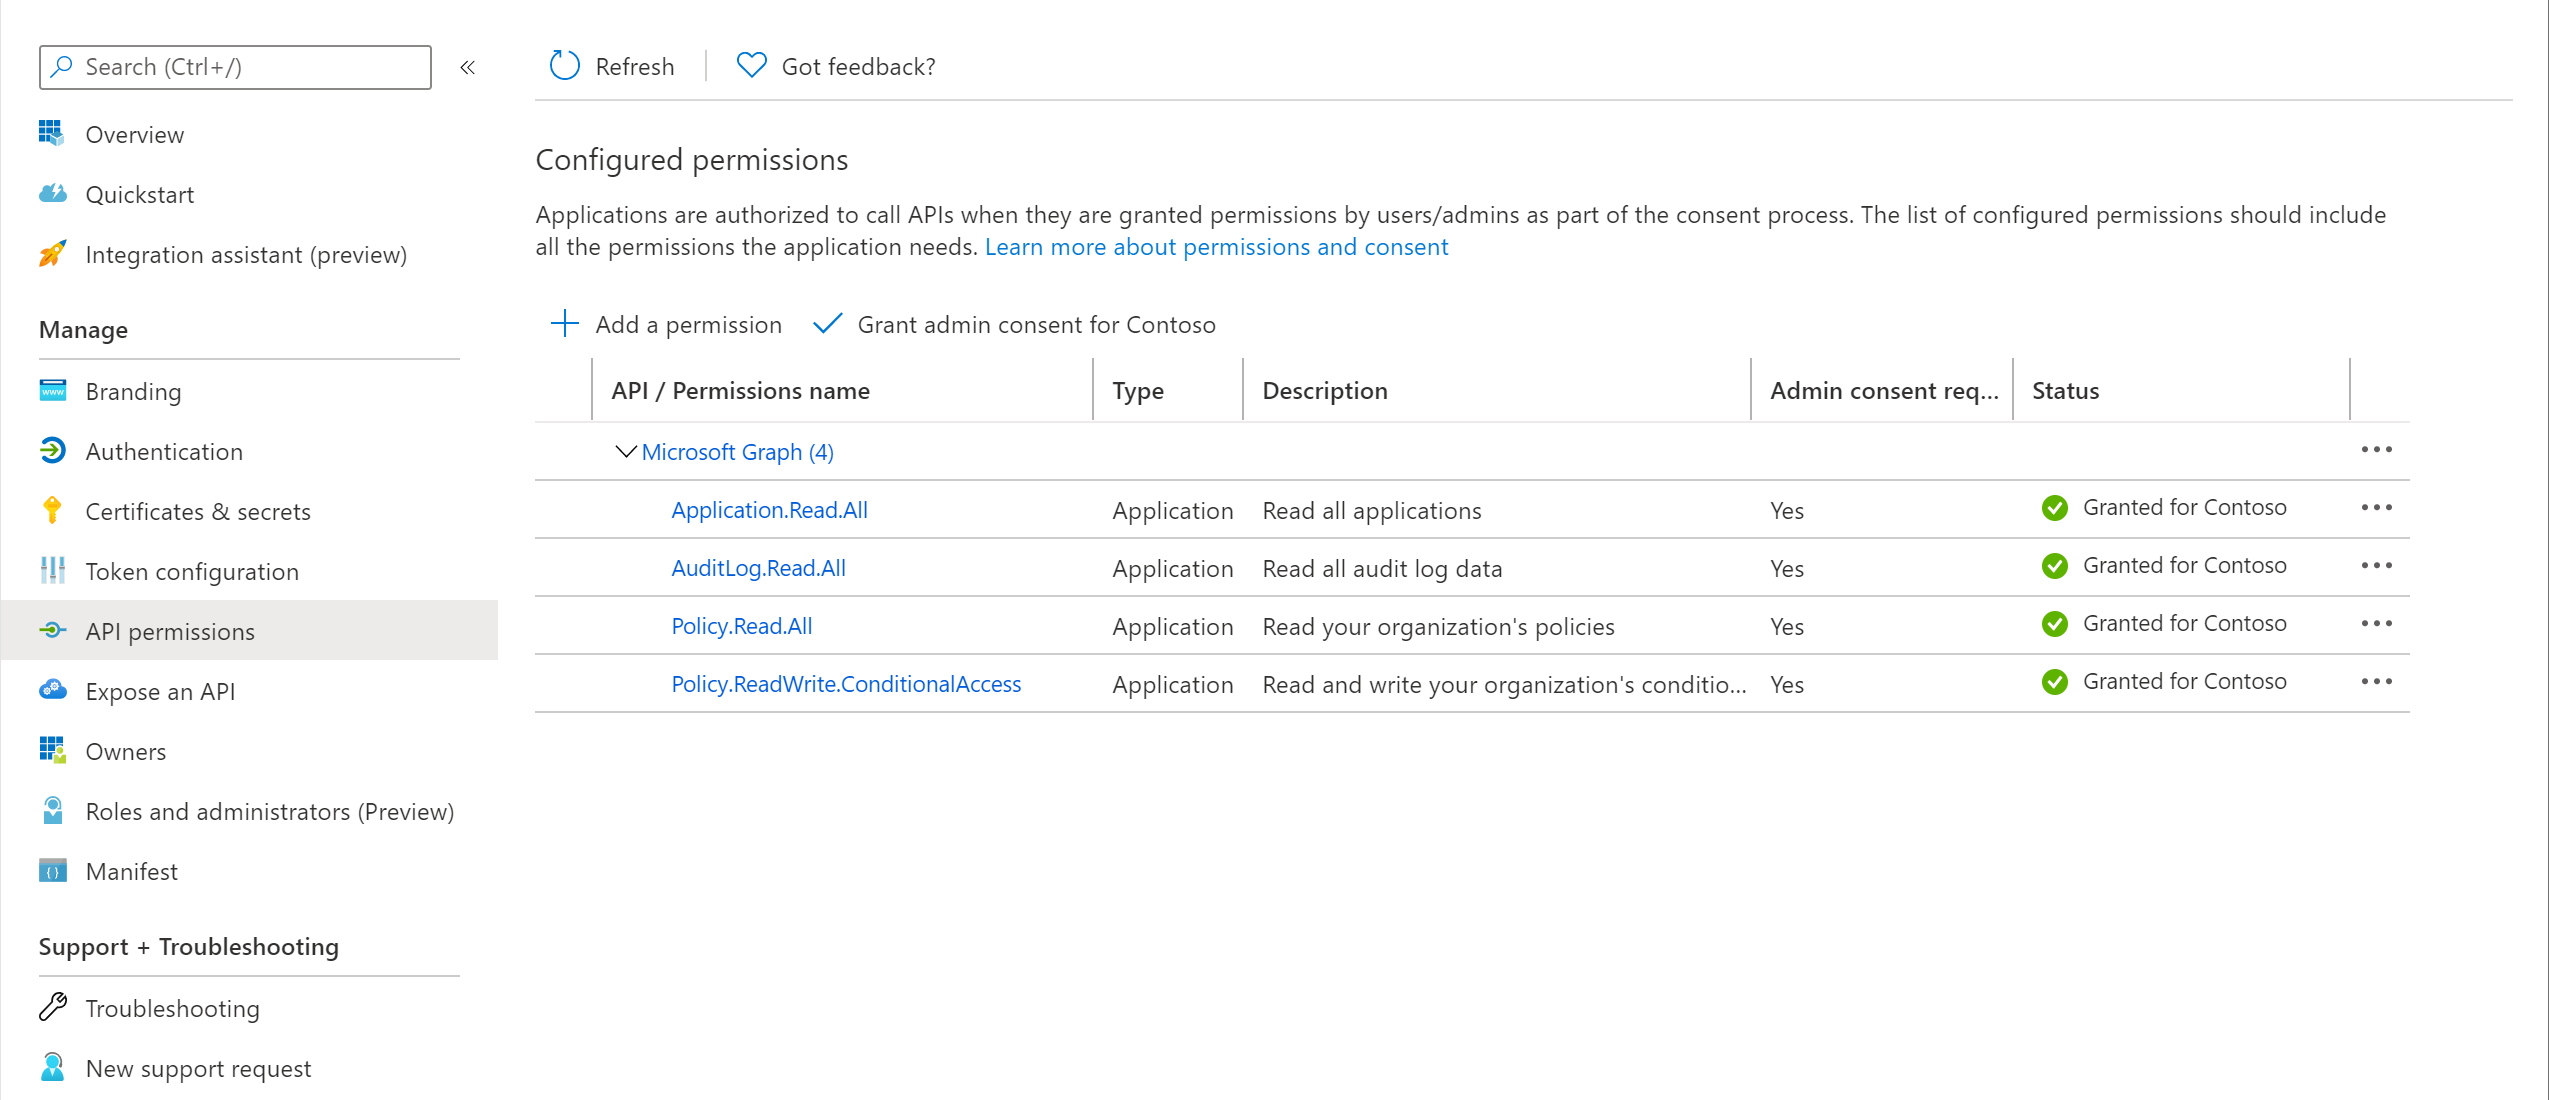 Search (Ctrl+/)
«
Overview
Quickstart
Integration assistant (preview)
Manage
Branding
Authentication
Certificates & secrets
Token configuration
API permissions
Expose an API
Owners
Roles and administrators (Preview)
Manifest
Support + Troubleshooting
Troubleshooting
New support request
Refresh
Got feedback?
Configured permissions
Applications are authorized to call APIs when they are granted permissions by users/admins as part of the consent process. The list of configured permissions should include
all the permissions the application needs. Learn more about permissions and consent
Add a permission Grant admin consent for Contoso
API / Permissions name Type Description Admin consent req... Status
Microsoft Graph (4) ...
Application.Read.All Application Read all applications Yes Granted for Contoso ...
AuditLog.Read.All Application Read all audit log data Yes Granted for Contoso ...
Policy.Read.All Application Read your organization's policies Yes Granted for Contoso ...
Policy.ReadWrite.ConditionalAccess Application Read and write your organization's conditio... Yes Granted for Contoso ...